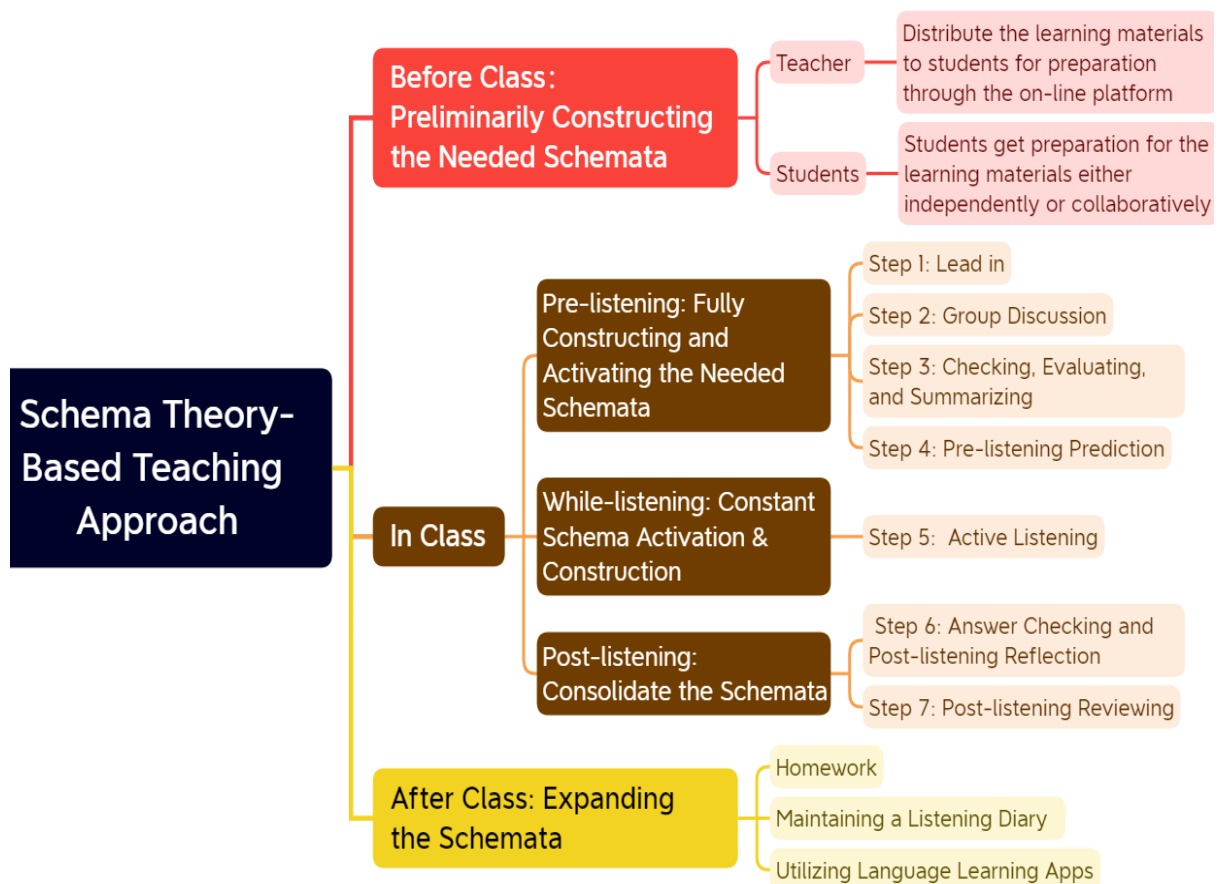 Schema Theory-
Based Teaching
Approach
Before Class:
Preliminarily Constructing
the Needed Schemata
Teacher
Distribute the learning materials
to students for preparation
through the on-line platform
Students
Students get preparation for the
learning materials either
independently or collaboratively
In Class
Pre-listening: Fully
Constructing and
Activating the Needed
Schemata
Step 1: Lead in
Step 2: Group Discussion
Step 3: Checking, Evaluating,
and Summarizing
Step 4: Pre-listening Prediction
While-listening: Constant
Schema Activation &
Construction
Step 5: Active Listening
Post-listening:
Consolidate the Schemata
Step 6: Answer Checking and
Post-listening Reflection
Step 7: Post-listening Reviewing
After Class: Expanding
the Schemata
Homework
Maintaining a Listening Diary
Utilizing Language Learning Apps